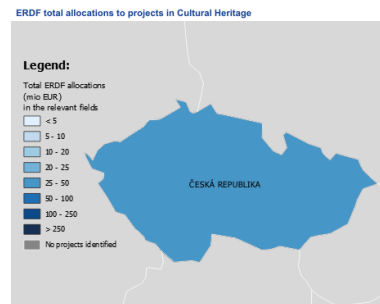 ERDF total allocations to projects in Cultural Heritage
Legend:
Total ERDF allocations
(mio EUR)
in the relevant fields
< 5
5 - 10
10 - 20
20 - 25
25 - 50
50 - 100
100 - 250
> 250
No projects identified
ČESKÁ REPUBLIKA